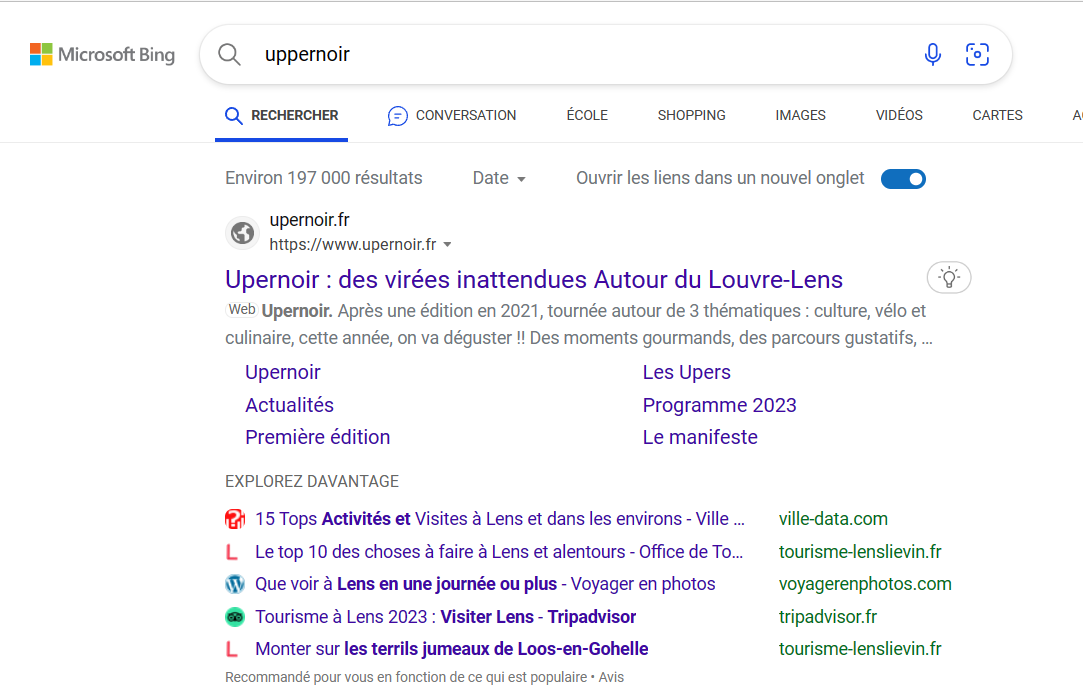 Microsoft Bing
uppernoir
RECHERCHER CONVERSATION ÉCOLE SHOPPING IMAGES VIDÉOS CARTES
Environ 197 000 résultats Date Ouvrir les liens dans un nouvel onglet
upernoir.fr
https://www.upernoir.fr
Upernoir : des virées inattendues Autour du Louvre-Lens
Web Upernoir. Après une édition en 2021, tournée autour de 3 thématiques : culture, vélo et
culinaire, cette année, on va déguster !! Des moments gourmands, des parcours gustatifs, ...
Upernoir Les Upers
Actualités Programme 2023
Première édition Le manifeste
EXPLOREZ DAVANTAGE
15 Tops Activités et Visites à Lens et dans les environs - Ville ... ville-data.com
L Le top 10 des choses à faire à Lens et alentours - Office de To... tourisme-lenslievin.fr
Que voir à Lens en une journée ou plus - Voyager en photos voyagerenphotos.com
Tourisme à Lens 2023 : Visiter Lens - Tripadvisor tripadvisor.fr
L Monter sur les terrils jumeaux de Loos-en-Gohelle tourisme-lenslievin.fr
Recommandé pour vous en fonction de ce qui est populaire • Avis